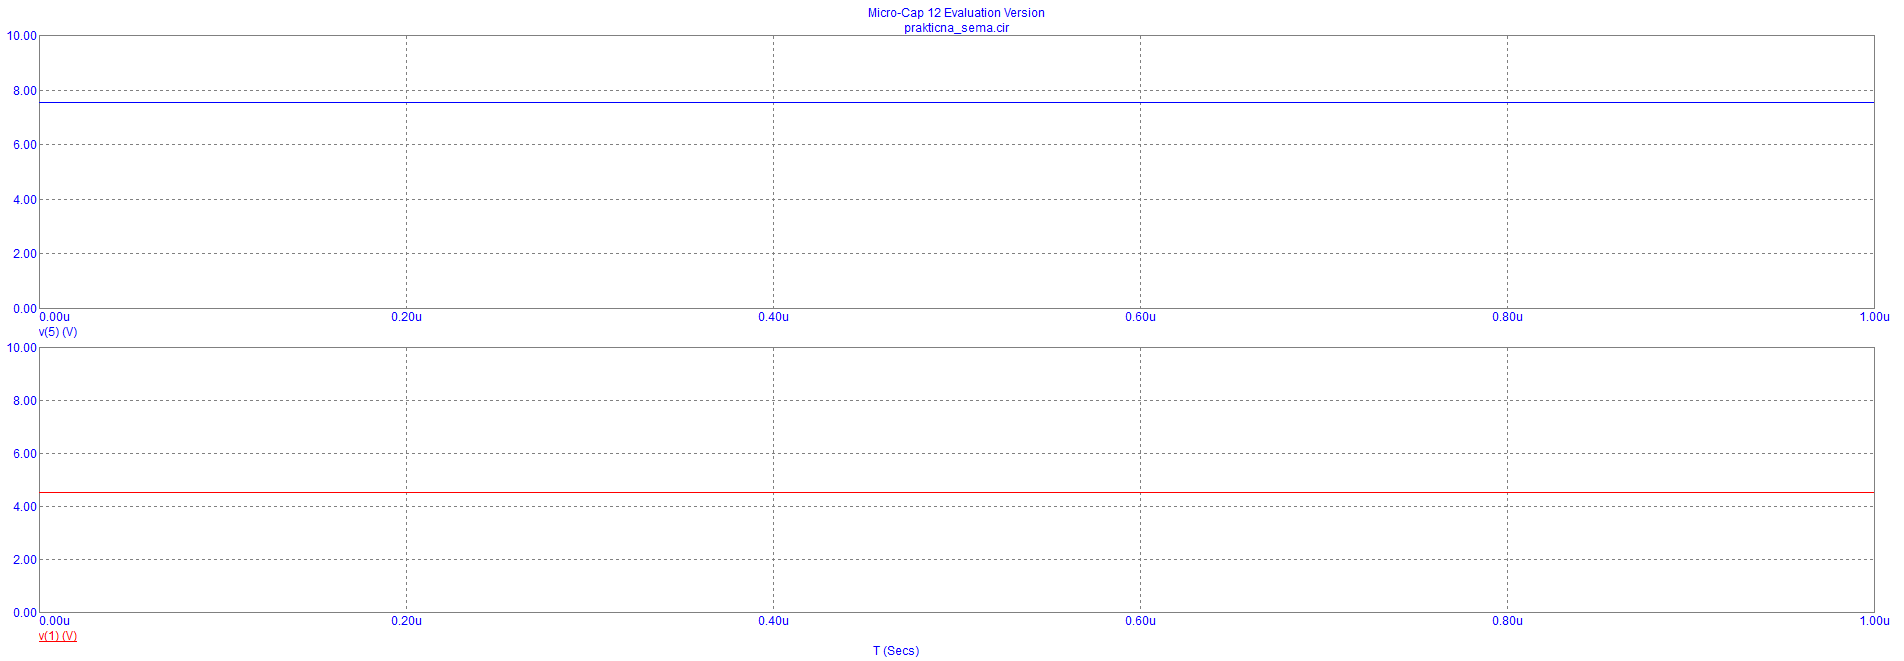 Micro-Cap 12 Evaluation Version
prakticna_sema.cir
10.00
8.00
6.00
4.00
2.00
0.00
0.00u 0.20u 0.40u 0.60u 0.80u 1.00u
v(5) (V)
10.00
8.00
6.00
4.00
2.00
0.00
0.00u 0.20u 0.40u 0.60u 0.80u 1.00u
v(1) (V)
T (Secs)